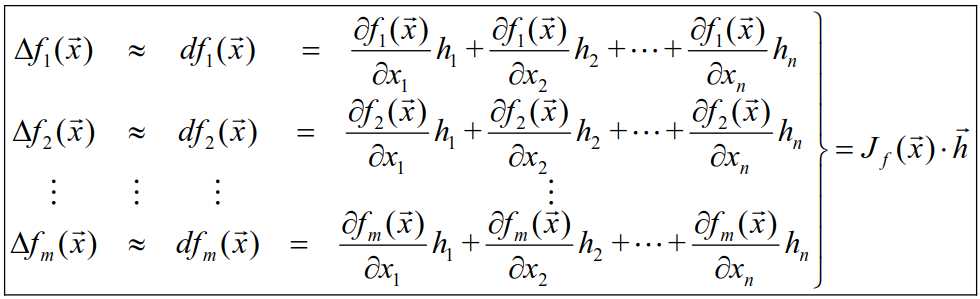 Δf₁(x⃗) ≈ df₁(x⃗) = ∂f₁(x⃗)/∂x₁ h₁ + ∂f₁(x⃗)/∂x₂ h₂ + ⋯ + ∂f₁(x⃗)/∂xₙ hₙ
Δf₂(x⃗) ≈ df₂(x⃗) = ∂f₂(x⃗)/∂x₁ h₁ + ∂f₂(x⃗)/∂x₂ h₂ + ⋯ + ∂f₂(x⃗)/∂xₙ hₙ } = J_f(x⃗)·h⃗
⋮ ⋮ ⋮ ⋮
Δfₘ(x⃗) ≈ dfₘ(x⃗) = ∂fₘ(x⃗)/∂x₁ h₁ + ∂fₘ(x⃗)/∂x₂ h₂ + ⋯ + ∂fₘ(x⃗)/∂xₙ hₙ